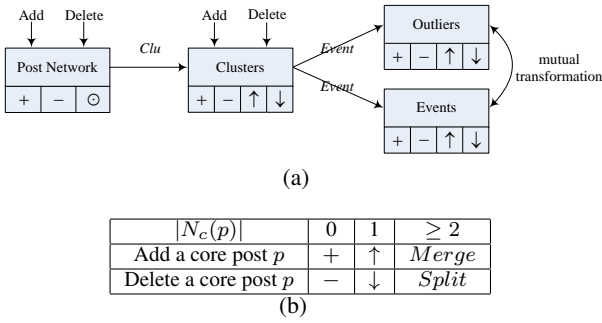 Add Delete
Post Network
+ − ⊙
Clu
Add Delete
Clusters
+ − ↑ ↓
Event
Event
Outliers
+ − ↑ ↓
Events
+ − ↑ ↓
mutual
transformation
(a)
|N_c(p)| 0 1 ≥ 2
Add a core post p + ↑ Merge
Delete a core post p − ↓ Split
(b)